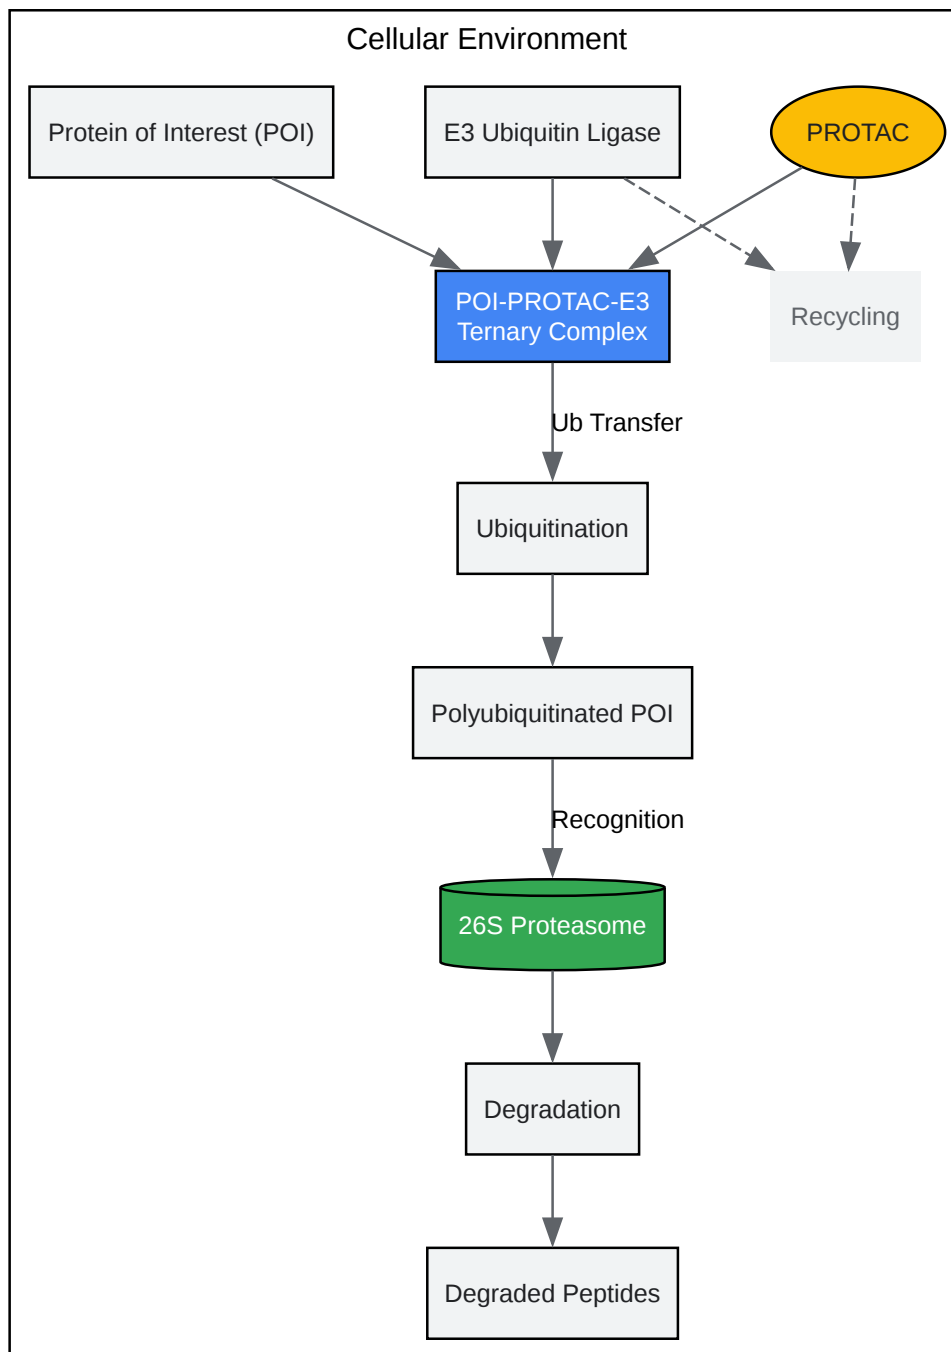 Cellular Environment
Protein of Interest (POI)
E3 Ubiquitin Ligase
PROTAC
POI-PROTAC-E3
Ternary Complex
Recycling
Ub Transfer
Ubiquitination
Polyubiquitinated POI
Recognition
26S Proteasome
Degradation
Degraded Peptides